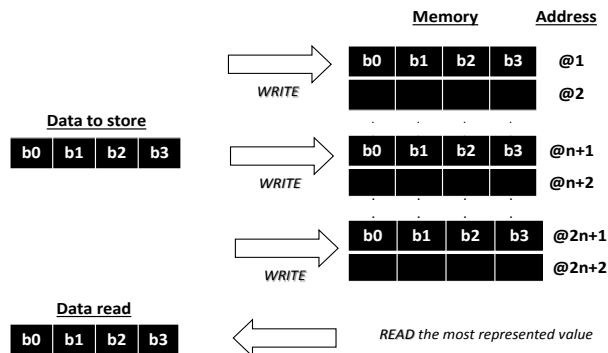 Memory Address
b0 b1 b2 b3 @1
WRITE @2
Data to store
b0 b1 b2 b3 @n+1
b0 b1 b2 b3
WRITE @n+2
b0 b1 b2 b3 @2n+1
WRITE @2n+2
Data read
b0 b1 b2 b3 READ the most represented value